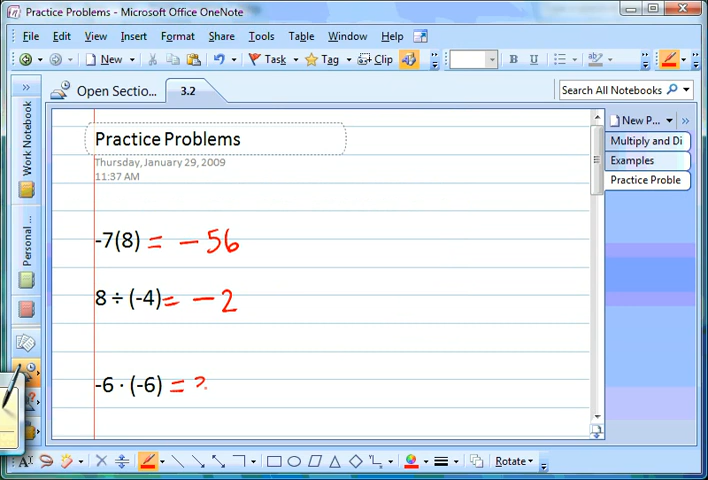 Practice Problems - Microsoft Office OneNote
File Edit View Insert Format Share Tools Table Window Help
New Task Tag Clip B U
Open Sectio... 3.2 Search All Notebooks
Work Notebook
Personal
New P...
Multiply and Di
Examples
Practice Proble
Practice Problems
Thursday, January 29, 2009
11:37 AM
-7(8) = -56
8 ÷ (-4) = -2
-6 · (-6) =
Rotate